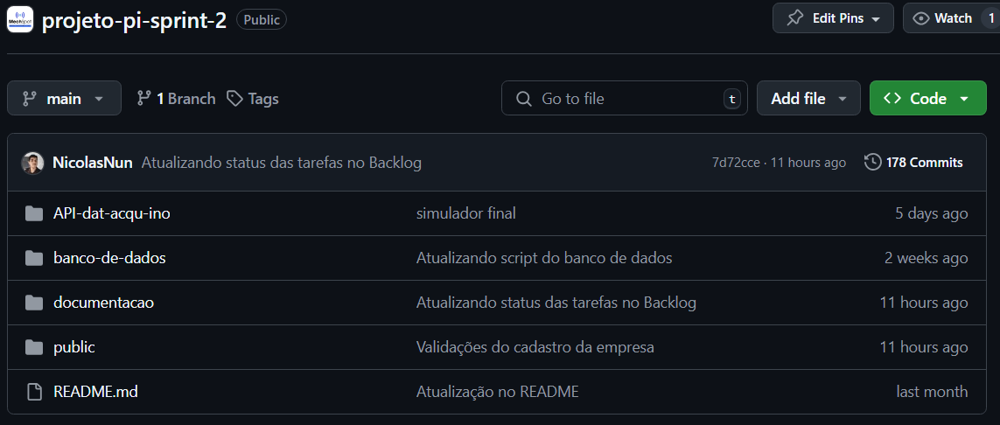 Mechspot
projeto-pi-sprint-2 Public Edit Pins Watch 1
main 1 Branch Tags Go to file t Add file Code
NicolasNun Atualizando status das tarefas no Backlog 7d72cce · 11 hours ago 178 Commits
API-dat-acqu-ino simulador final 5 days ago
banco-de-dados Atualizando script do banco de dados 2 weeks ago
documentacao Atualizando status das tarefas no Backlog 11 hours ago
public Validações do cadastro da empresa 11 hours ago
README.md Atualização no README last month